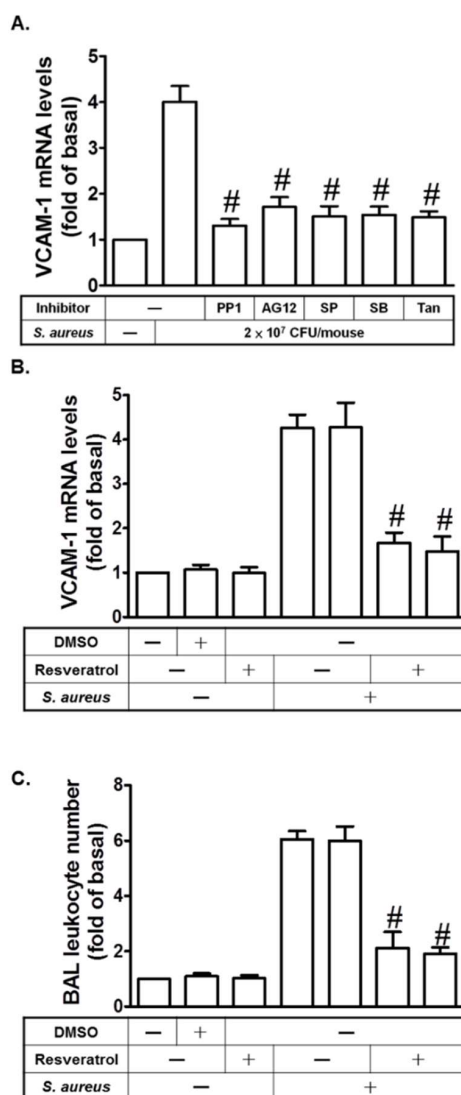 A.
VCAM-1 mRNA levels
(fold of basal)
5
4
3
2
1
0
# # # # #
Inhibitor — PP1 AG12 SP SB Tan
S. aureus — 2 × 10⁷ CFU/mouse
B.
VCAM-1 mRNA levels
(fold of basal)
5
4
3
2
1
0
# #
DMSO — + —
Resveratrol — + — +
S. aureus — +
C.
BAL leukocyte number
(fold of basal)
8
6
4
2
0
# #
DMSO — + —
Resveratrol — + — +
S. aureus — +